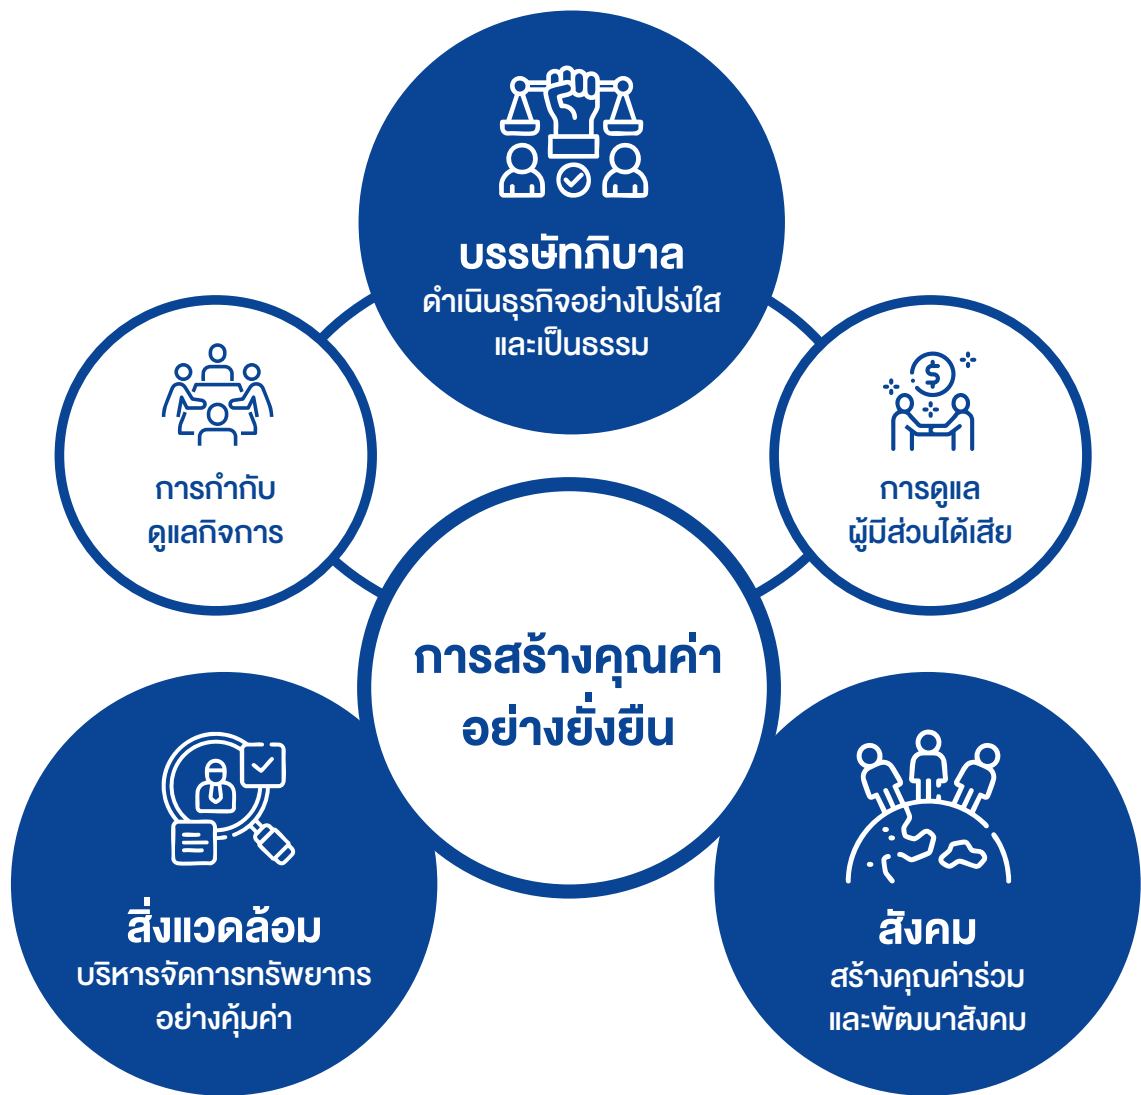 บรรษัทภิบาล
ดำเนินธุรกิจอย่างโปร่งใส
และเป็นธรรม
การกำกับ
ดูแลกิจการ
การดูแล
ผู้มีส่วนได้เสีย
การสร้างคุณค่า
อย่างยั่งยืน
สิ่งแวดล้อม
บริหารจัดการทรัพยากร
อย่างคุ้มค่า
สังคม
สร้างคุณค่าร่วม
และพัฒนาสังคม